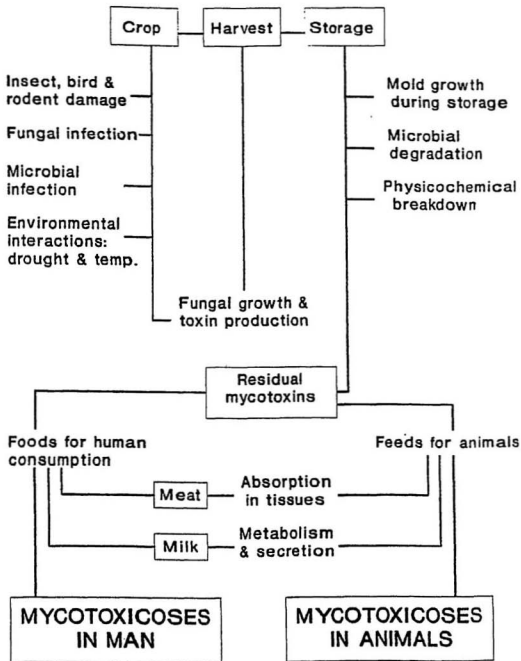 Crop
Harvest
Storage
Insect, bird &
rodent damage
Fungal infection
Microbial
infection
Environmental
interactions:
drought & temp.
Mold growth
during storage
Microbial
degradation
Physicochemical
breakdown
Fungal growth &
toxin production
Residual
mycotoxins
Foods for human
consumption
Feeds for animals
Meat
Absorption
in tissues
Milk
Metabolism
& secretion
MYCOTOXICOSES
IN MAN
MYCOTOXICOSES
IN ANIMALS